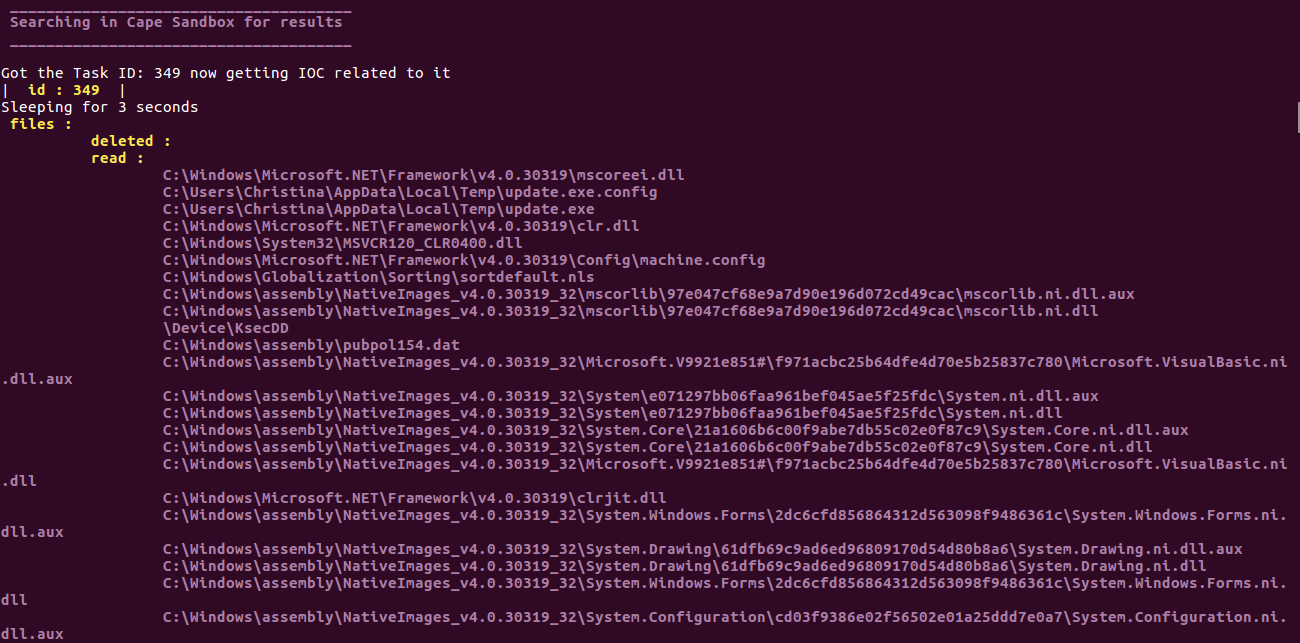 Searching in Cape Sandbox for results
Got the Task ID: 349 now getting IOC related to it
|  id : 349  |
Sleeping for 3 seconds
files :
deleted :
read :
C:\Windows\Microsoft.NET\Framework\v4.0.30319\mscoreei.dll
C:\Users\Christina\AppData\Local\Temp\update.exe.config
C:\Users\Christina\AppData\Local\Temp\update.exe
C:\Windows\Microsoft.NET\Framework\v4.0.30319\clr.dll
C:\Windows\System32\MSVCR120_CLR0400.dll
C:\Windows\Microsoft.NET\Framework\v4.0.30319\Config\machine.config
C:\Windows\Globalization\Sorting\sortdefault.nls
C:\Windows\assembly\NativeImages_v4.0.30319_32\mscorlib\97e047cf68e9a7d90e196d072cd49cac\mscorlib.ni.dll.aux
C:\Windows\assembly\NativeImages_v4.0.30319_32\mscorlib\97e047cf68e9a7d90e196d072cd49cac\mscorlib.ni.dll
\Device\KsecDD
C:\Windows\assembly\pubpol154.dat
C:\Windows\assembly\NativeImages_v4.0.30319_32\Microsoft.V9921e851#\f971acbc25b64dfe4d70e5b25837c780\Microsoft.VisualBasic.ni
.dll.aux
C:\Windows\assembly\NativeImages_v4.0.30319_32\System\e071297bb06faa961bef045ae5f25fdc\System.ni.dll.aux
C:\Windows\assembly\NativeImages_v4.0.30319_32\System\e071297bb06faa961bef045ae5f25fdc\System.ni.dll
C:\Windows\assembly\NativeImages_v4.0.30319_32\System.Core\21a1606b6c00f9abe7db55c02e0f87c9\System.Core.ni.dll.aux
C:\Windows\assembly\NativeImages_v4.0.30319_32\System.Core\21a1606b6c00f9abe7db55c02e0f87c9\System.Core.ni.dll
C:\Windows\assembly\NativeImages_v4.0.30319_32\Microsoft.V9921e851#\f971acbc25b64dfe4d70e5b25837c780\Microsoft.VisualBasic.ni
.dll
C:\Windows\Microsoft.NET\Framework\v4.0.30319\clrjit.dll
C:\Windows\assembly\NativeImages_v4.0.30319_32\System.Windows.Forms\2dc6cfd856864312d563098f9486361c\System.Windows.Forms.ni.
dll.aux
C:\Windows\assembly\NativeImages_v4.0.30319_32\System.Drawing\61dfb69c9ad6ed96809170d54d80b8a6\System.Drawing.ni.dll.aux
C:\Windows\assembly\NativeImages_v4.0.30319_32\System.Drawing\61dfb69c9ad6ed96809170d54d80b8a6\System.Drawing.ni.dll
C:\Windows\assembly\NativeImages_v4.0.30319_32\System.Windows.Forms\2dc6cfd856864312d563098f9486361c\System.Windows.Forms.ni.
dll
C:\Windows\assembly\NativeImages_v4.0.30319_32\System.Configuration\cd03f9386e02f56502e01a25ddd7e0a7\System.Configuration.ni.
dll.aux